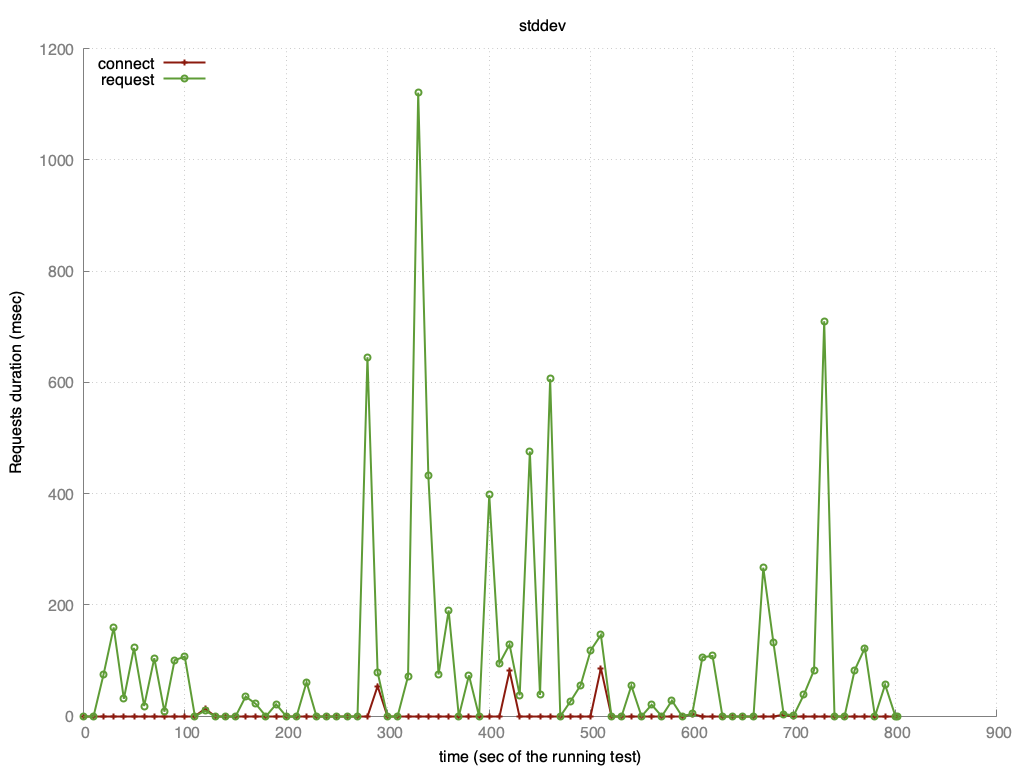 stddev
connect
request
1200
1000
800
600
400
200
0
Requests duration (msec)
0 100 200 300 400 500 600 700 800 900
time (sec of the running test)